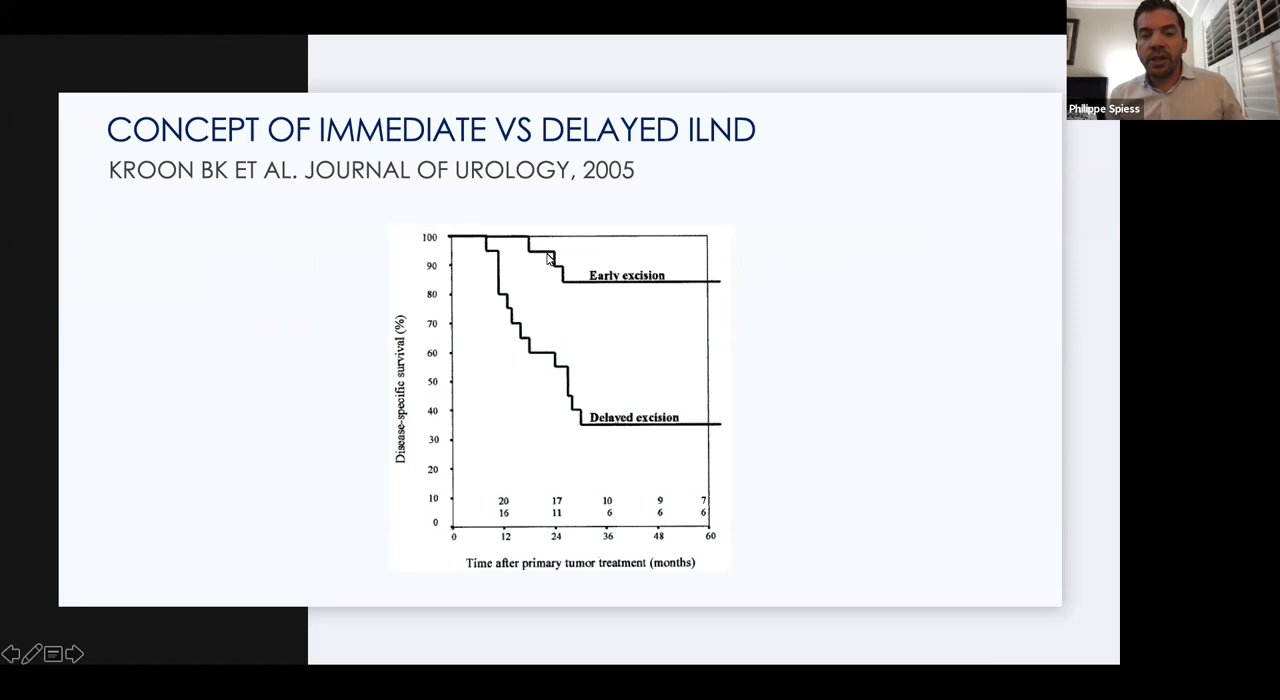 Philippe Spiess
CONCEPT OF IMMEDIATE VS DELAYED ILND
KROON BK ET AL. JOURNAL OF UROLOGY, 2005
100
90
80
70
60
50
40
30
20
10
0
Disease-specific survival (%)
Early excision
Delayed excision
20 17 10 9 7
16 11 6 6 6
0 12 24 36 48 60
Time after primary tumor treatment (months)